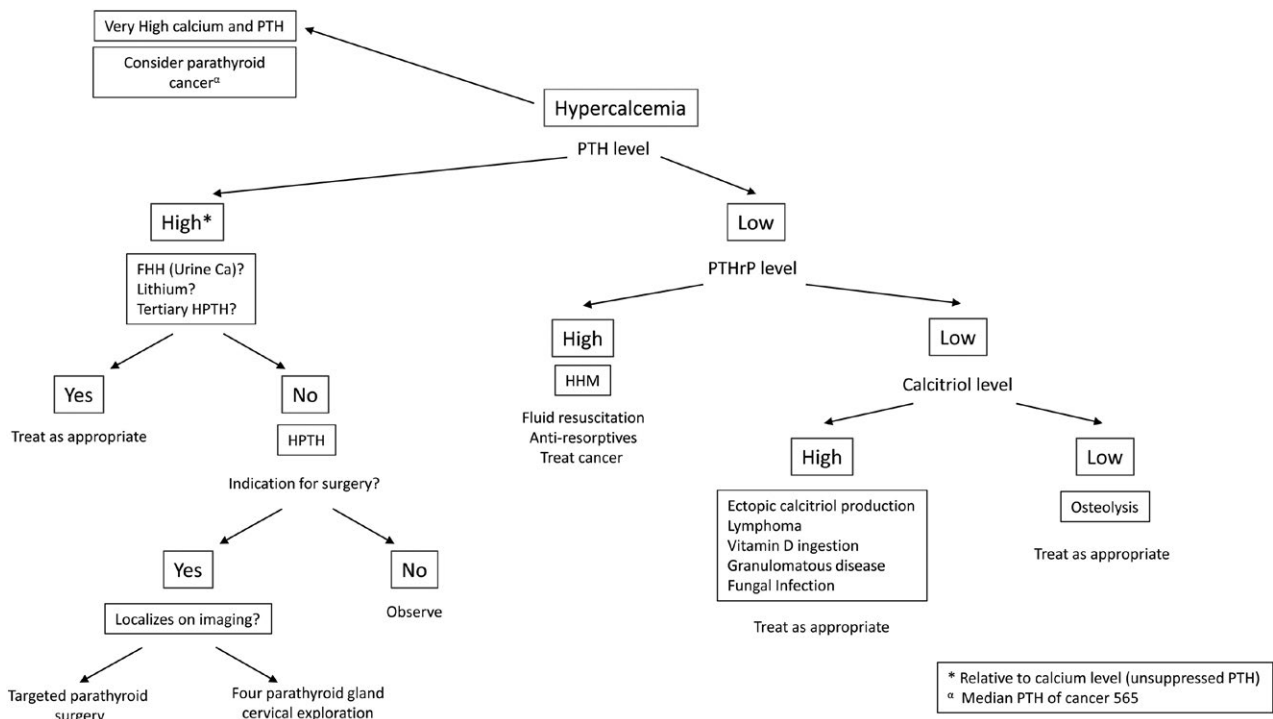 Very High calcium and PTH
Consider parathyroid
cancerα
Hypercalcemia
PTH level
High*
Low
FHH (Urine Ca)?
Lithium?
Tertiary HPTH?
PTHrP level
High
Low
HHM
Yes
No
Calcitriol level
Treat as appropriate
HPTH
Fluid resuscitation
Anti-resorptives
Treat cancer
High
Low
Indication for surgery?
Ectopic calcitriol production
Lymphoma
Vitamin D ingestion
Granulomatous disease
Fungal Infection
Osteolysis
Treat as appropriate
Yes
No
Observe
Localizes on imaging?
Treat as appropriate
Targeted parathyroid
surgery
Four parathyroid gland
cervical exploration
* Relative to calcium level (unsuppressed PTH)
α Median PTH of cancer 565